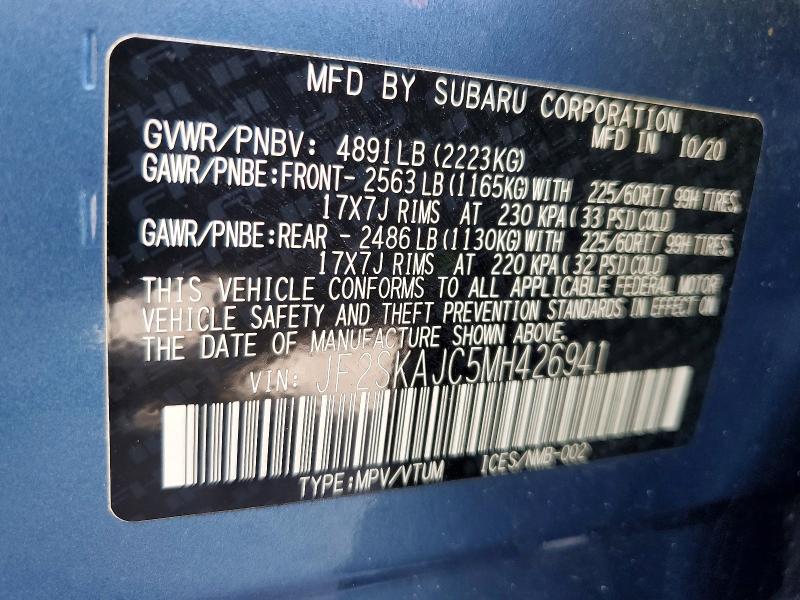 MFD BY SUBARU CORPORATION
MFD IN 10/20
GVWR/PNBV: 4891LB (2223KG)
GAWR/PNBE:FRONT- 2563 LB (1165KG) WITH 225/60R17 99H TIRES
17X7J RIMS AT 230 KPA( 33 PSI) COLD
GAWR/PNBE:REAR - 2486 LB (1130KG) WITH 225/60R17 99H TIRES
17X7J RIMS AT 220 KPA( 32 PSI) COLD
THIS VEHICLE CONFORMS TO ALL APPLICABLE FEDERAL MOTOR
VEHICLE SAFETY AND THEFT PREVENTION STANDARDS IN EFFECT ON
THE DATE OF MANUFACTURE SHOWN ABOVE.
VIN: JF2SKAJC5MH426941
TYPE:MPV/VTUM ICES/NMB-002